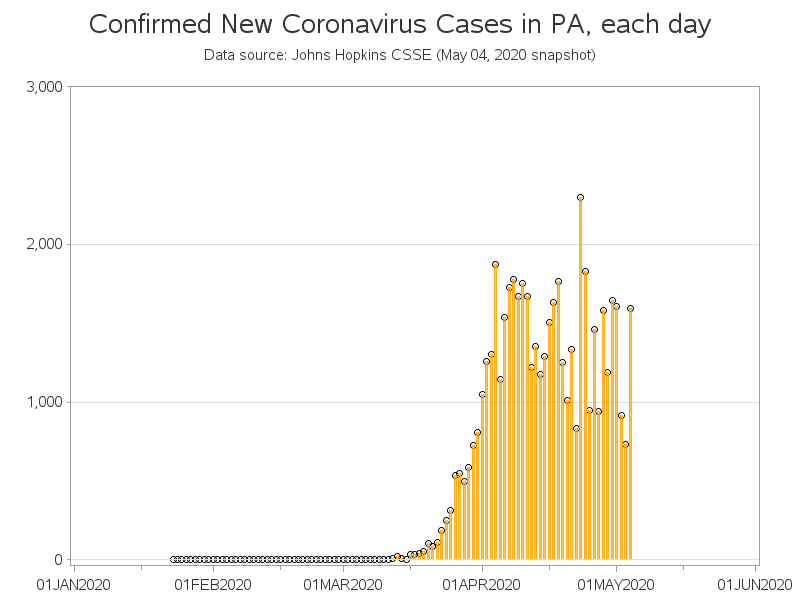 Confirmed New Coronavirus Cases in PA, each day
Data source: Johns Hopkins CSSE (May 04, 2020 snapshot)
3,000
2,000
1,000
0
01JAN2020 01FEB2020 01MAR2020 01APR2020 01MAY2020 01JUN2020